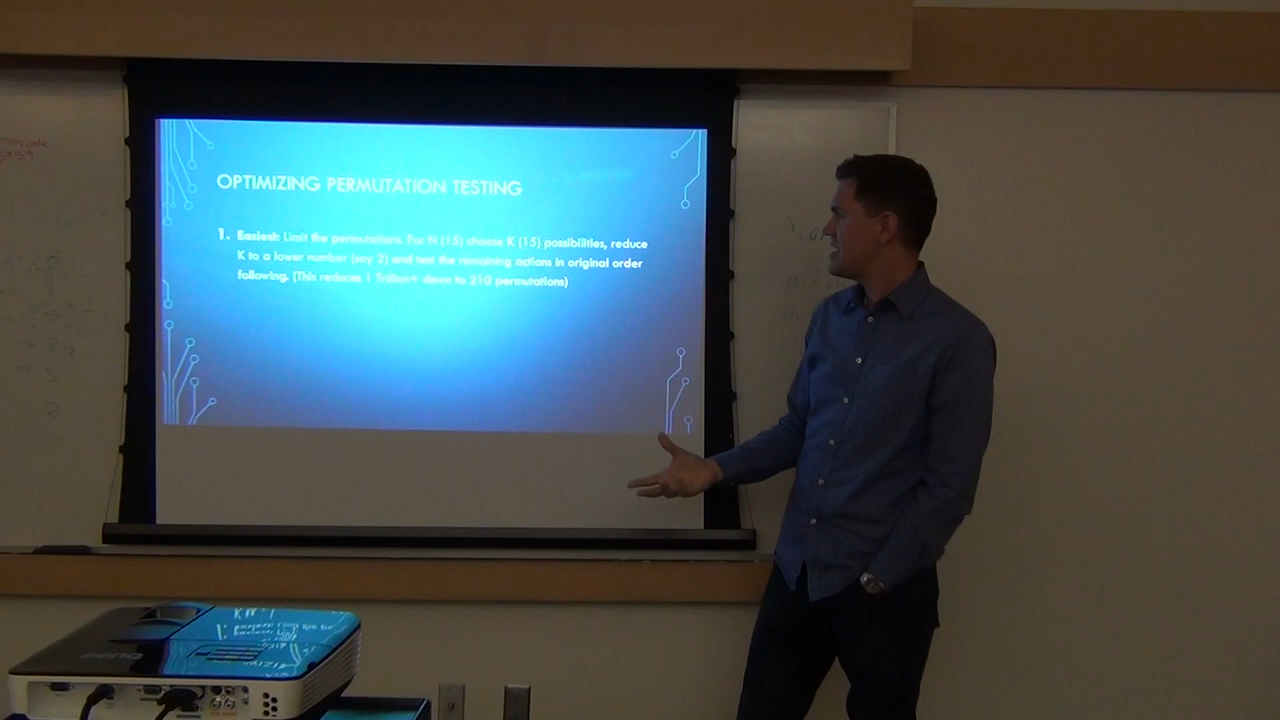 OPTIMIZING PERMUTATION TESTING
1. Easiest: Limit the permutations. For N (15) choose K (15) possibilities, reduce
K to a lower number (say 2) and test the remaining actions in original order
following. (This reduces 1 Trillion+ down to 210 permutations)
BenQ